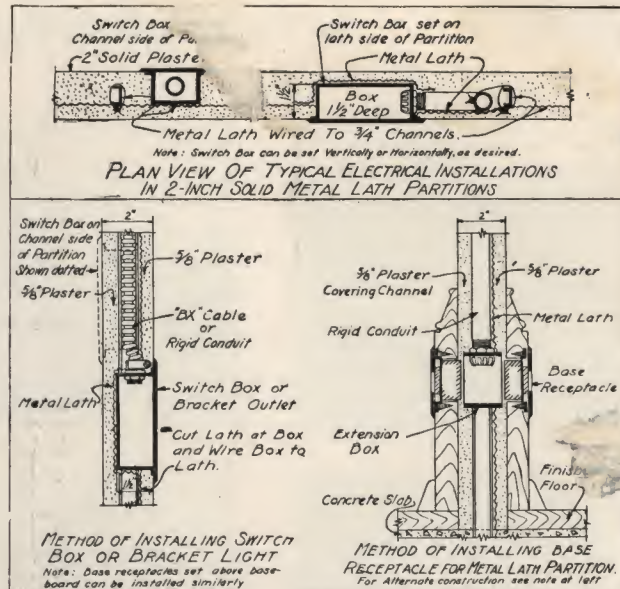 Switch Box
Channel side of
2" Solid Plaster
Switch Box set on
lath side of Partition
Metal Lath
1½"
Box
1½" Deep
Metal Lath Wired To ¾" Channels.
Note: Switch Box can be set Vertically or Horizontally, as desired.
PLAN VIEW OF TYPICAL ELECTRICAL INSTALLATIONS
IN 2-INCH SOLID METAL LATH PARTITIONS
2"
Switch Box on
Channel side
of Partition
Shown dotted
⅝" Plaster
⅝" Plaster
"BX" Cable
or
Rigid Conduit
Metal Lath
Switch Box or
Bracket Outlet
Cut Lath at Box
and Wire Box to
Lath.
1½"
METHOD OF INSTALLING SWITCH
BOX OR BRACKET LIGHT
Note: Base receptacles set above base-
board can be installed similarly
2"
⅝" Plaster
Covering Channel
⅝" Plaster
Rigid Conduit
Metal Lath
Base
Receptacle
Extension
Box
Finish
Floor
Concrete Slab
METHOD OF INSTALLING BASE
RECEPTACLE FOR METAL LATH PARTITION.
For Alternate construction see note at left